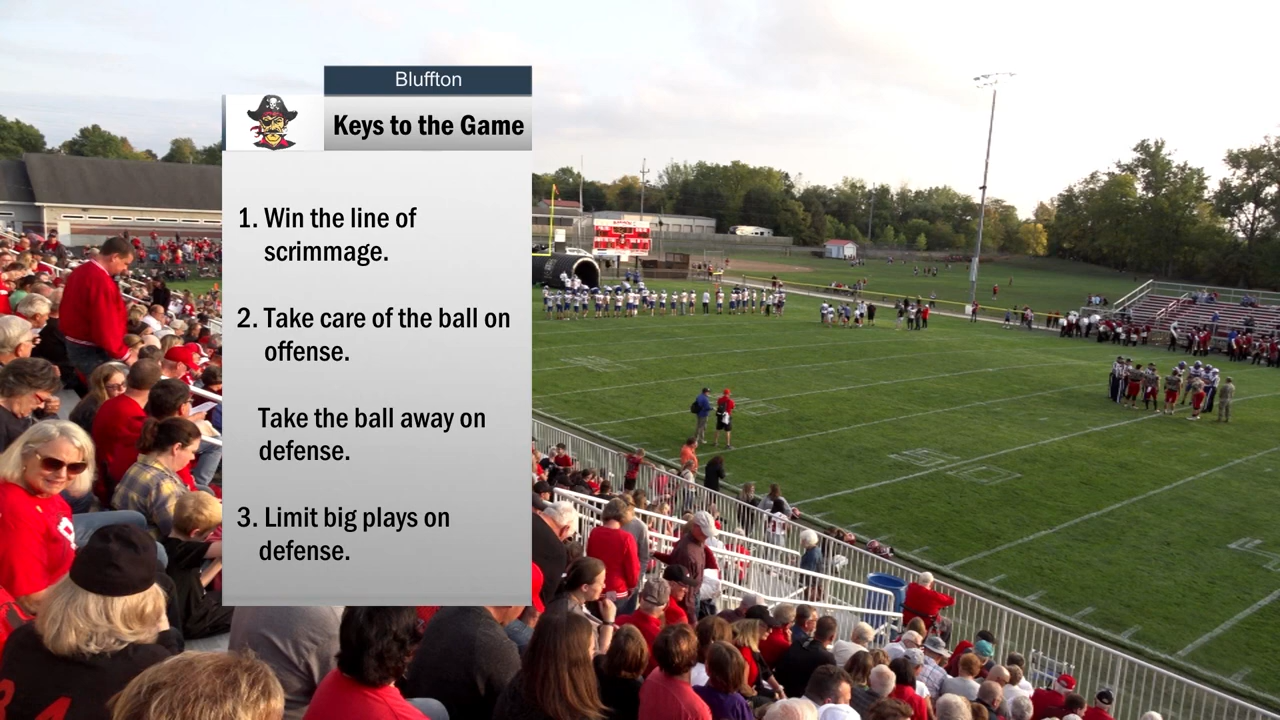 Bluffton
Keys to the Game
1. Win the line of
scrimmage.
2. Take care of the ball on
offense.
Take the ball away on
defense.
3. Limit big plays on
defense.